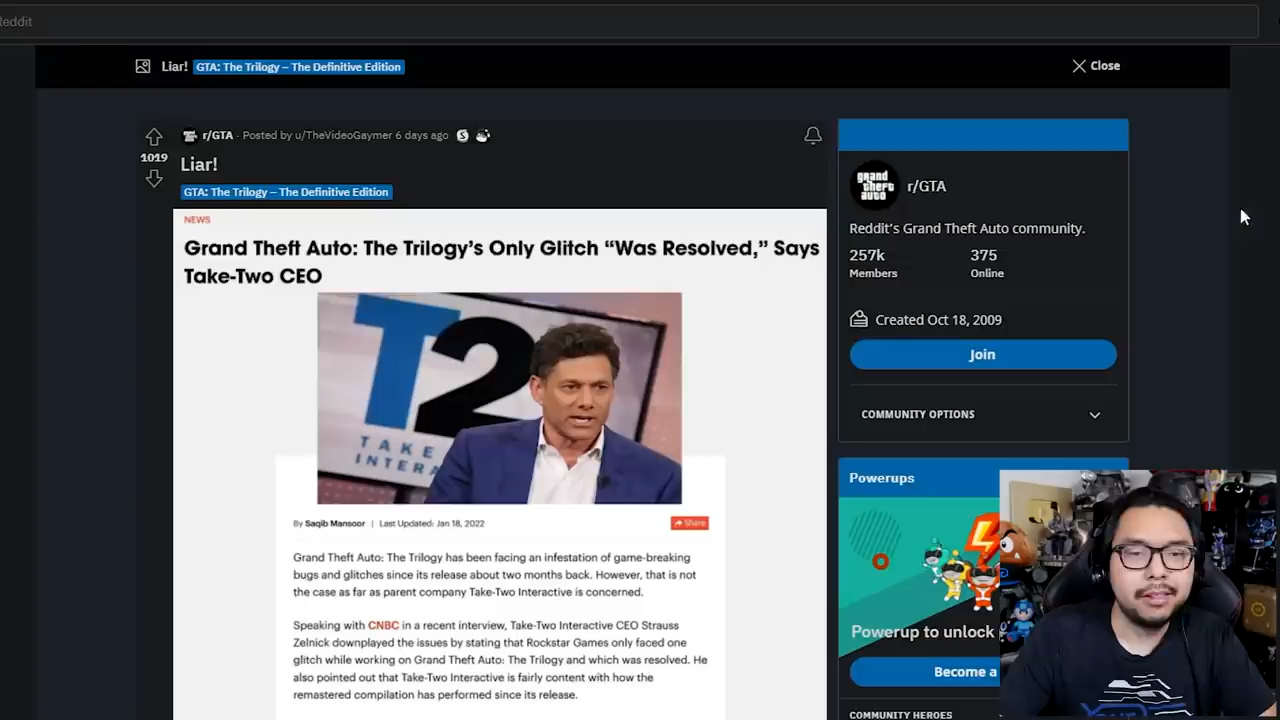 Reddit
Liar! GTA: The Trilogy – The Definitive Edition
Close
r/GTA · Posted by u/TheVideoGaymer 6 days ago
1019
Liar!
GTA: The Trilogy – The Definitive Edition
NEWS
Grand Theft Auto: The Trilogy's Only Glitch “Was Resolved,” Says
Take-Two CEO
T2
TAKE
INTERA
By Saqib Mansoor | Last Updated: Jan 18, 2022
Share
Grand Theft Auto: The Trilogy has been facing an infestation of game-breaking
bugs and glitches since its release about two months back. However, that is not
the case as far as parent company Take-Two Interactive is concerned.
Speaking with CNBC in a recent interview, Take-Two Interactive CEO Strauss
Zelnick downplayed the issues by stating that Rockstar Games only faced one
glitch while working on Grand Theft Auto: The Trilogy and which was resolved. He
also pointed out that Take-Two Interactive is fairly content with how the
remastered compilation has performed since its release.
grand
theft
auto
r/GTA
Reddit's Grand Theft Auto community.
257k
Members
375
Online
Created Oct 18, 2009
Join
COMMUNITY OPTIONS
Powerups
Powerup to unlock
Become a
COMMUNITY HEROES